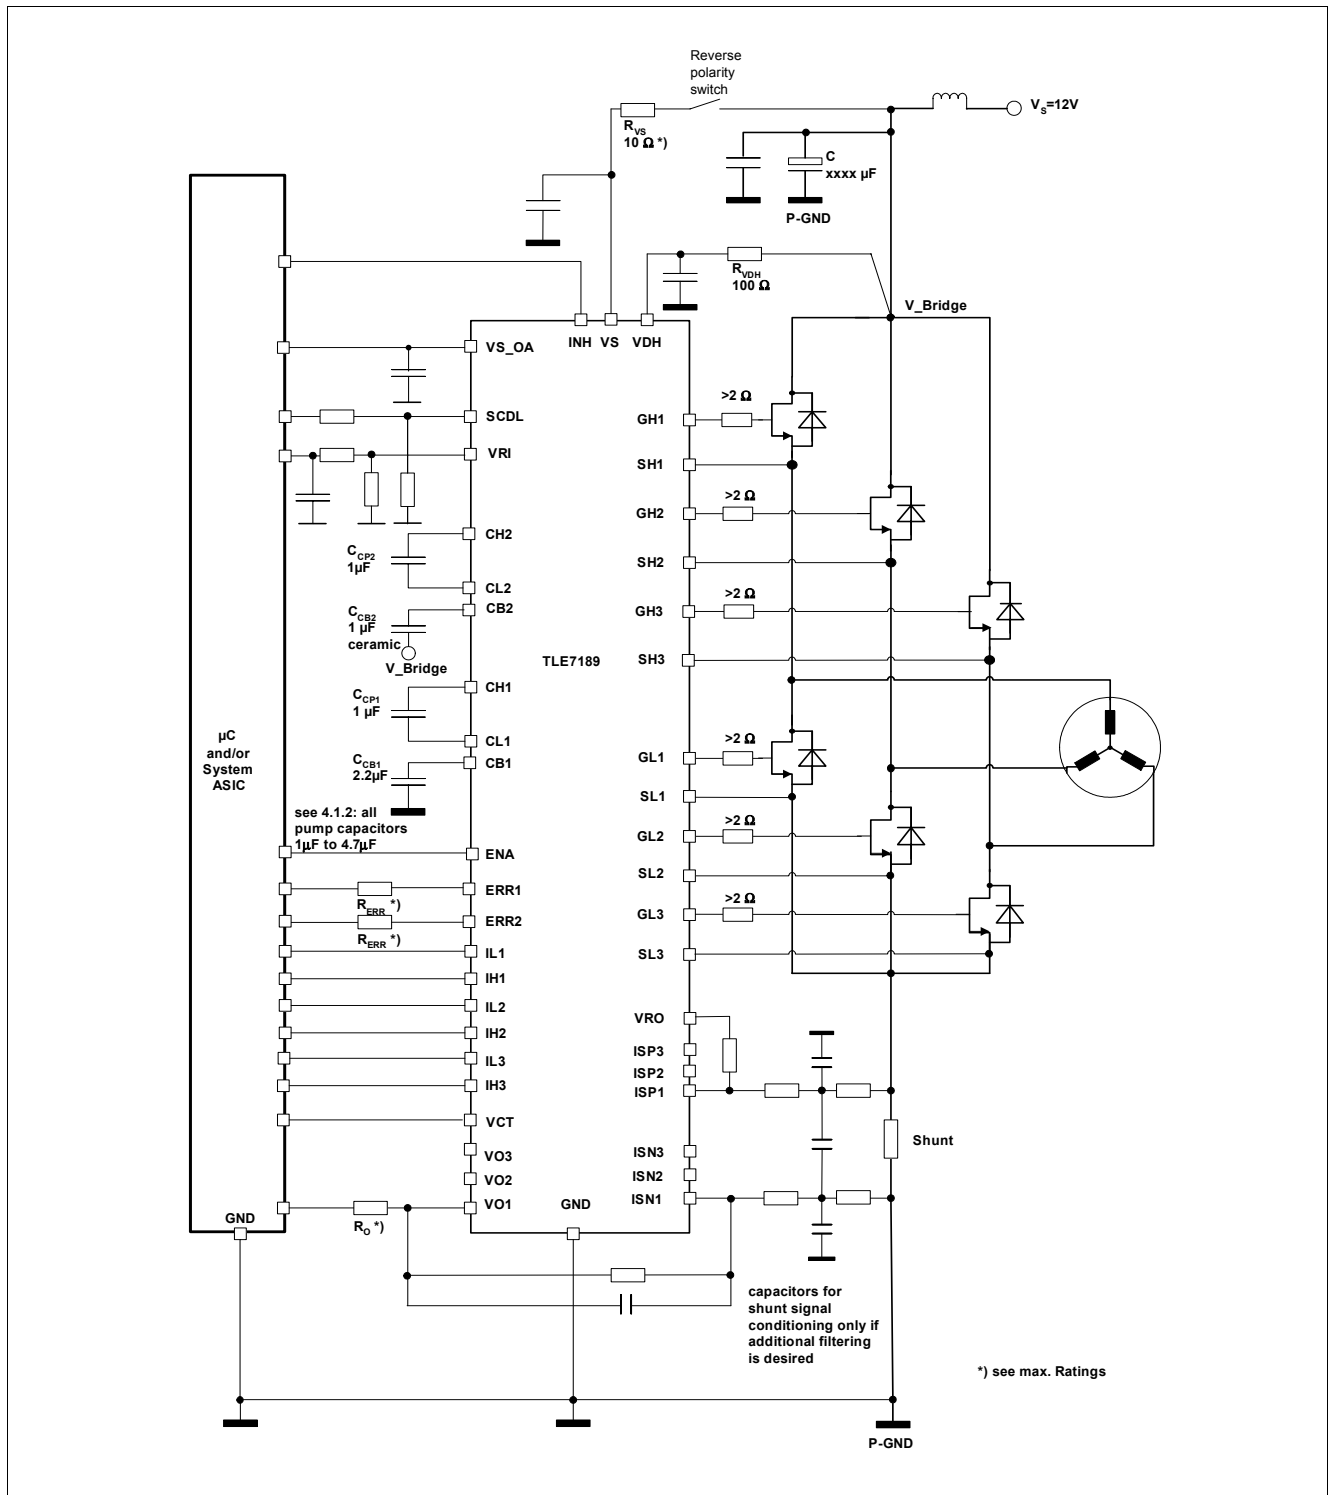 Reverse
polarity
switch
V_S=12V
R_VS
10 Ω *)
C
xxxx µF
P-GND
R_VDH
100 Ω
V_Bridge
INH VS VDH
VS_OA
SCDL
VRI
CH2
C_CP2
1µF
CL2
CB2
C_CB2
1 µF
ceramic
V_Bridge
CH1
C_CP1
1 µF
CL1
CB1
C_CB1
2.2µF
see 4.1.2: all
pump capacitors
1µF to 4.7µF
µC
and/or
System
ASIC
TLE7189
>2 Ω
GH1
SH1
>2 Ω
GH2
SH2
>2 Ω
GH3
SH3
>2 Ω
GL1
SL1
>2 Ω
GL2
SL2
>2 Ω
GL3
SL3
ENA
ERR1
R_ERR *)
ERR2
R_ERR *)
IL1
IH1
IL2
IH2
IL3
IH3
VCT
VO3
VO2
VO1
R_O *)
GND
GND
VRO
ISP3
ISP2
ISP1
ISN3
ISN2
ISN1
Shunt
capacitors for
shunt signal
conditioning only if
additional filtering
is desired
*) see max. Ratings
P-GND